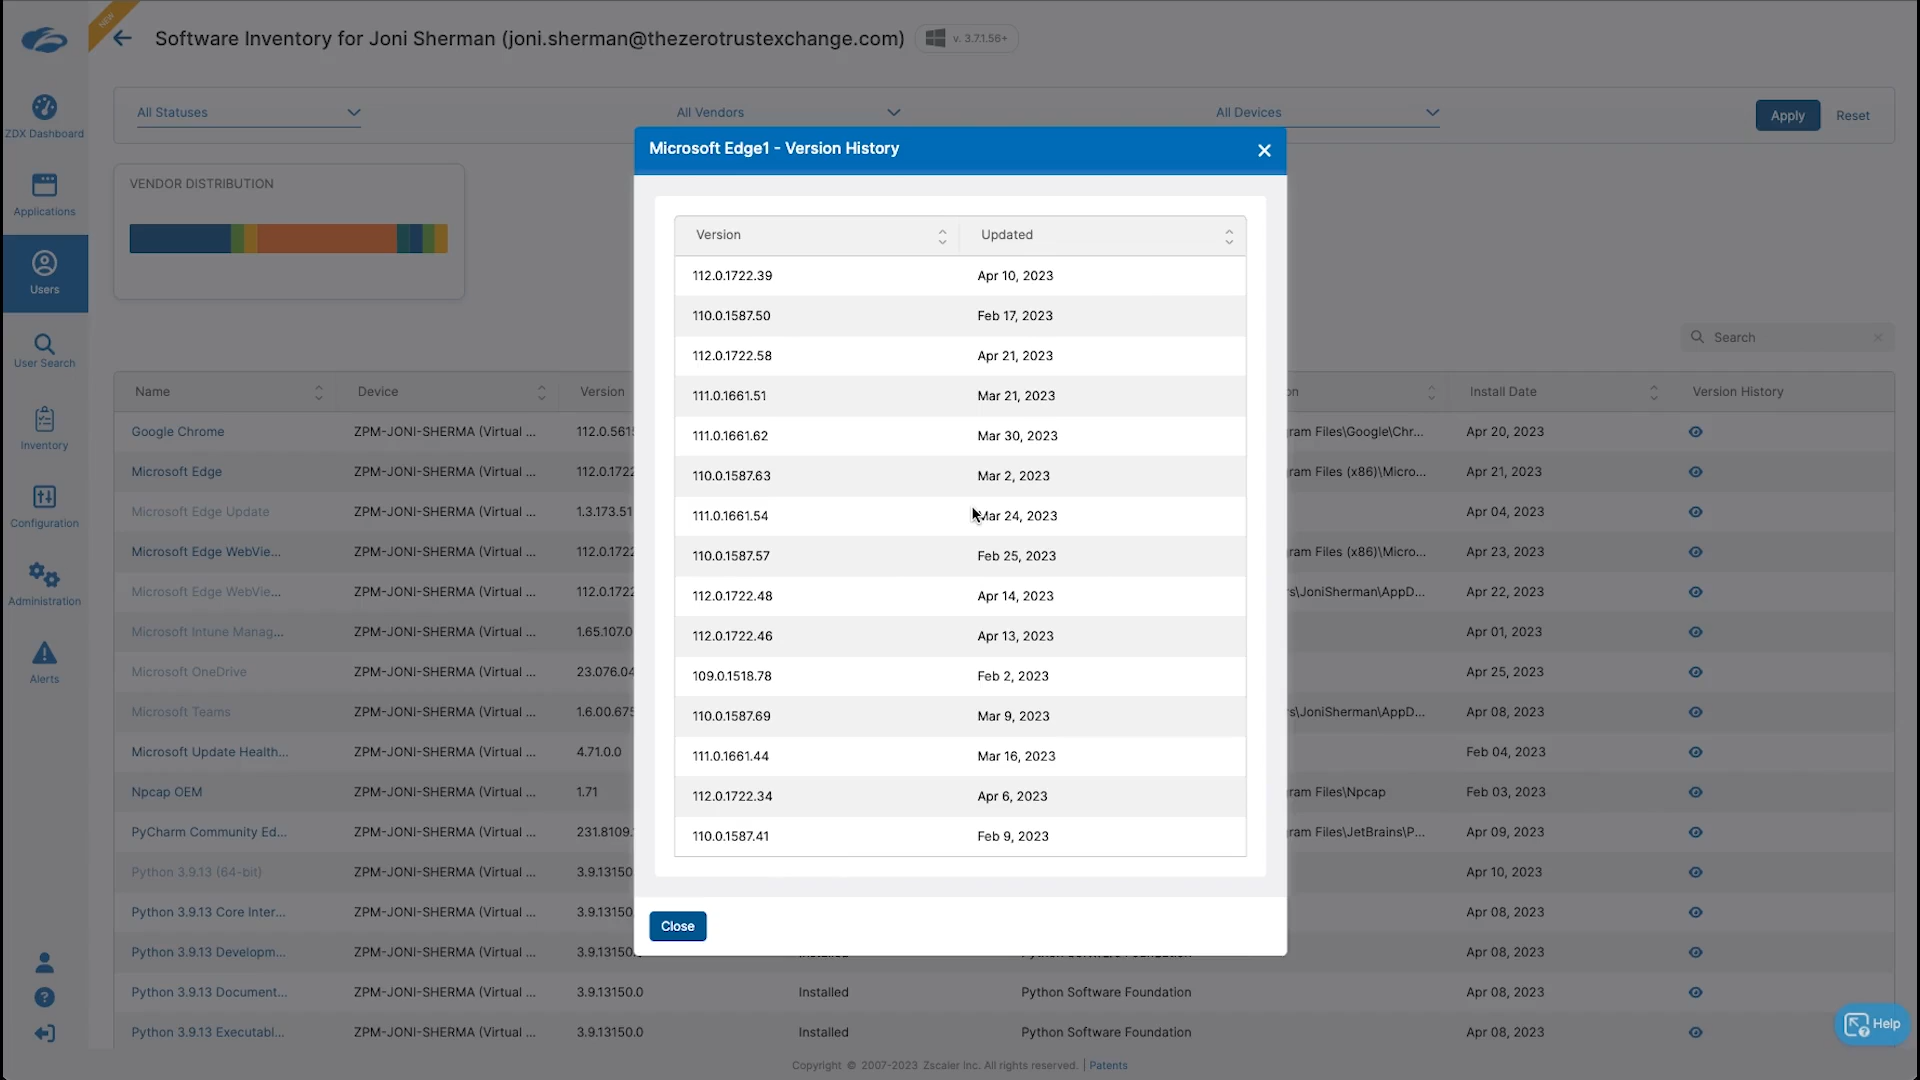 NEW
Software Inventory for Joni Sherman (joni.sherman@thezerotrustexchange.com)
v. 3.7.1.56+
ZDX Dashboard
Applications
Users
User Search
Inventory
Configuration
Administration
Alerts
All Statuses
All Vendors
All Devices
Apply
Reset
VENDOR DISTRIBUTION
Search
Microsoft Edge1 - Version History
Version Updated
112.0.1722.39 Apr 10, 2023
110.0.1587.50 Feb 17, 2023
112.0.1722.58 Apr 21, 2023
111.0.1661.51 Mar 21, 2023
111.0.1661.62 Mar 30, 2023
110.0.1587.63 Mar 2, 2023
111.0.1661.54 Mar 24, 2023
110.0.1587.57 Feb 25, 2023
112.0.1722.48 Apr 14, 2023
112.0.1722.46 Apr 13, 2023
109.0.1518.78 Feb 2, 2023
110.0.1587.69 Mar 9, 2023
111.0.1661.44 Mar 16, 2023
112.0.1722.34 Apr 6, 2023
110.0.1587.41 Feb 9, 2023
Close
Name Device Version Install Date Version History
Google Chrome ZPM-JONI-SHERMA (Virtual ... 112.0.561 ram Files\Google\Chr... Apr 20, 2023
Microsoft Edge ZPM-JONI-SHERMA (Virtual ... 112.0.1722 ram Files (x86)\Micro... Apr 21, 2023
Microsoft Edge Update ZPM-JONI-SHERMA (Virtual ... 1.3.173.51 Apr 04, 2023
Microsoft Edge WebVie... ZPM-JONI-SHERMA (Virtual ... 112.0.1722 ram Files (x86)\Micro... Apr 23, 2023
Microsoft Edge WebVie... ZPM-JONI-SHERMA (Virtual ... 112.0.1722 s\JoniSherman\AppD... Apr 22, 2023
Microsoft Intune Manag... ZPM-JONI-SHERMA (Virtual ... 1.65.107.0 Apr 01, 2023
Microsoft OneDrive ZPM-JONI-SHERMA (Virtual ... 23.076.04 Apr 25, 2023
Microsoft Teams ZPM-JONI-SHERMA (Virtual ... 1.6.00.675 s\JoniSherman\AppD... Apr 08, 2023
Microsoft Update Health... ZPM-JONI-SHERMA (Virtual ... 4.71.0.0 Feb 04, 2023
Npcap OEM ZPM-JONI-SHERMA (Virtual ... 1.71 ram Files\Npcap Feb 03, 2023
PyCharm Community Ed... ZPM-JONI-SHERMA (Virtual ... 231.8109. ram Files\JetBrains\P... Apr 09, 2023
Python 3.9.13 (64-bit) ZPM-JONI-SHERMA (Virtual ... 3.9.13150 Apr 10, 2023
Python 3.9.13 Core Inter... ZPM-JONI-SHERMA (Virtual ... 3.9.13150 Apr 08, 2023
Python 3.9.13 Developm... ZPM-JONI-SHERMA (Virtual ... 3.9.13150. Apr 08, 2023
Python 3.9.13 Document... ZPM-JONI-SHERMA (Virtual ... 3.9.13150.0 Installed Python Software Foundation Apr 08, 2023
Python 3.9.13 Executabl... ZPM-JONI-SHERMA (Virtual ... 3.9.13150.0 Installed Python Software Foundation Apr 08, 2023
Help
Copyright © 2007-2023 Zscaler Inc. All rights reserved. | Patents